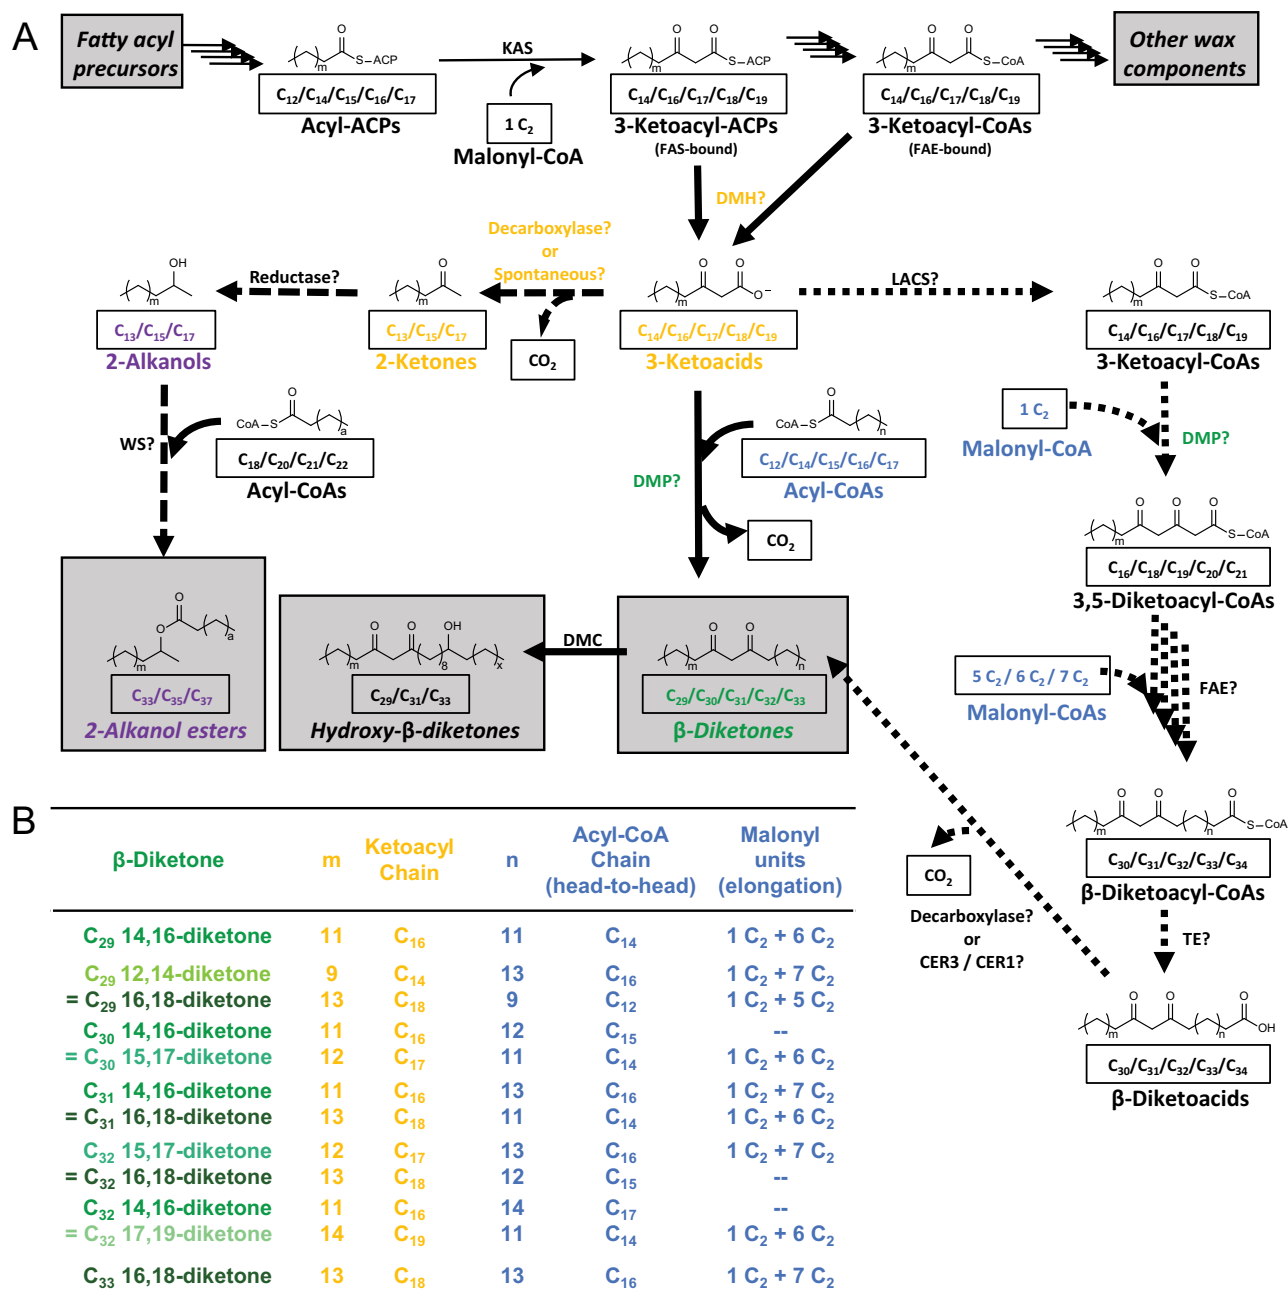 A
Fatty acyl
precursors
O
( )m S–ACP
C12/C14/C15/C16/C17
Acyl-ACPs
KAS
1 C2
Malonyl-CoA
O O
( )m S–ACP
C14/C16/C17/C18/C19
3-Ketoacyl-ACPs
(FAS-bound)
O O
( )m S–CoA
C14/C16/C17/C18/C19
3-Ketoacyl-CoAs
(FAE-bound)
Other wax
components
DMH?
OH
( )m
C13/C15/C17
2-Alkanols
Reductase?
O
( )m
C13/C15/C17
2-Ketones
Decarboxylase?
or
Spontaneous?
CO2
O O
( )m O−
C14/C16/C17/C18/C19
3-Ketoacids
LACS?
O O
( )m S–CoA
C14/C16/C17/C18/C19
3-Ketoacyl-CoAs
WS?
O
CoA–S ( )a
C18/C20/C21/C22
Acyl-CoAs
DMP?
O
CoA–S ( )n
C12/C14/C15/C16/C17
Acyl-CoAs
CO2
1 C2
Malonyl-CoA
DMP?
O O O
( )m S–CoA
C16/C18/C19/C20/C21
3,5-Diketoacyl-CoAs
O
O ( )a
( )m
C33/C35/C37
2-Alkanol esters
O O OH
( )m ( )8 ( )x
C29/C31/C33
Hydroxy-β-diketones
DMC
O O
( )m ( )n
C29/C30/C31/C32/C33
β-Diketones
5 C2 / 6 C2 / 7 C2
Malonyl-CoAs
FAE?
O O O
( )m ( )n S–CoA
C30/C31/C32/C33/C34
β-Diketoacyl-CoAs
CO2
Decarboxylase?
or
CER3 / CER1?
TE?
O O O
( )m ( )n OH
C30/C31/C32/C33/C34
β-Diketoacids
B
β-Diketone m Ketoacyl Chain n Acyl-CoA Chain (head-to-head) Malonyl units (elongation)
C29 14,16-diketone 11 C16 11 C14 1 C2 + 6 C2
C29 12,14-diketone 9 C14 13 C16 1 C2 + 7 C2
= C29 16,18-diketone 13 C18 9 C12 1 C2 + 5 C2
C30 14,16-diketone 11 C16 12 C15 --
= C30 15,17-diketone 12 C17 11 C14 1 C2 + 6 C2
C31 14,16-diketone 11 C16 13 C16 1 C2 + 7 C2
= C31 16,18-diketone 13 C18 11 C14 1 C2 + 6 C2
C32 15,17-diketone 12 C17 13 C16 1 C2 + 7 C2
= C32 16,18-diketone 13 C18 12 C15 --
C32 14,16-diketone 11 C16 14 C17 --
= C32 17,19-diketone 14 C19 11 C14 1 C2 + 6 C2
C33 16,18-diketone 13 C18 13 C16 1 C2 + 7 C2